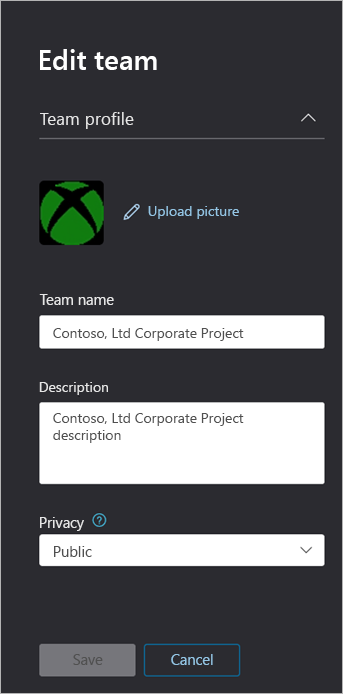 Edit team
Team profile
Upload picture
Team name
Contoso, Ltd Corporate Project
Description
Contoso, Ltd Corporate Project
description
Privacy ?
Public
Save Cancel